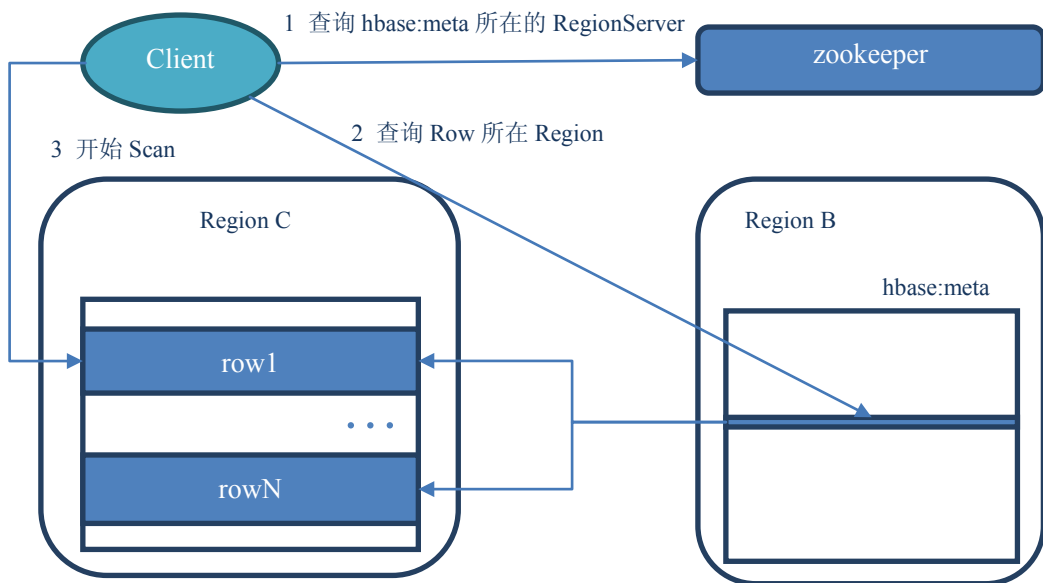 1 查询 hbase:meta 所在的 RegionServer
Client
zookeeper
2 查询 Row 所在 Region
3 开始 Scan
Region C
Region B
hbase:meta
row1
...
rowN